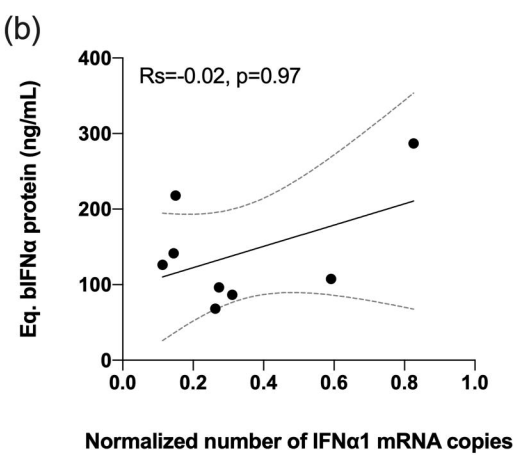 (b)
Rs=-0.02, p=0.97
Eq. bIFNα protein (ng/mL)
400
300
200
100
0
0.0 0.2 0.4 0.6 0.8 1.0
Normalized number of IFNα1 mRNA copies